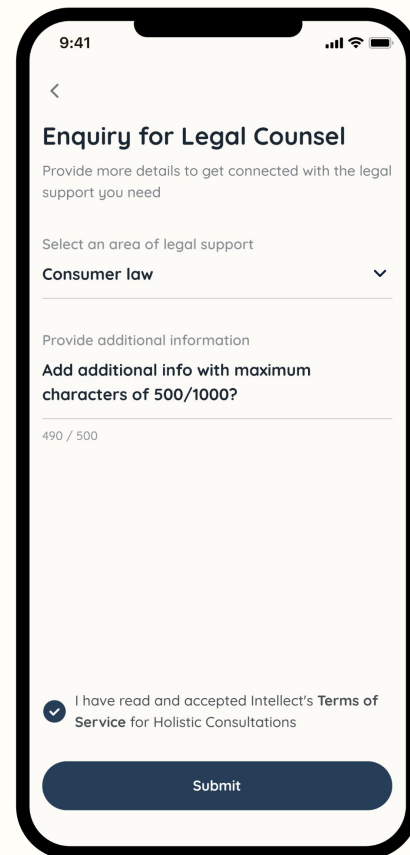 9:41
Enquiry for Legal Counsel
Provide more details to get connected with the legal
support you need
Select an area of legal support
Consumer law
Provide additional information
Add additional info with maximum
characters of 500/1000?
490 / 500
I have read and accepted Intellect's Terms of
Service for Holistic Consultations
Submit